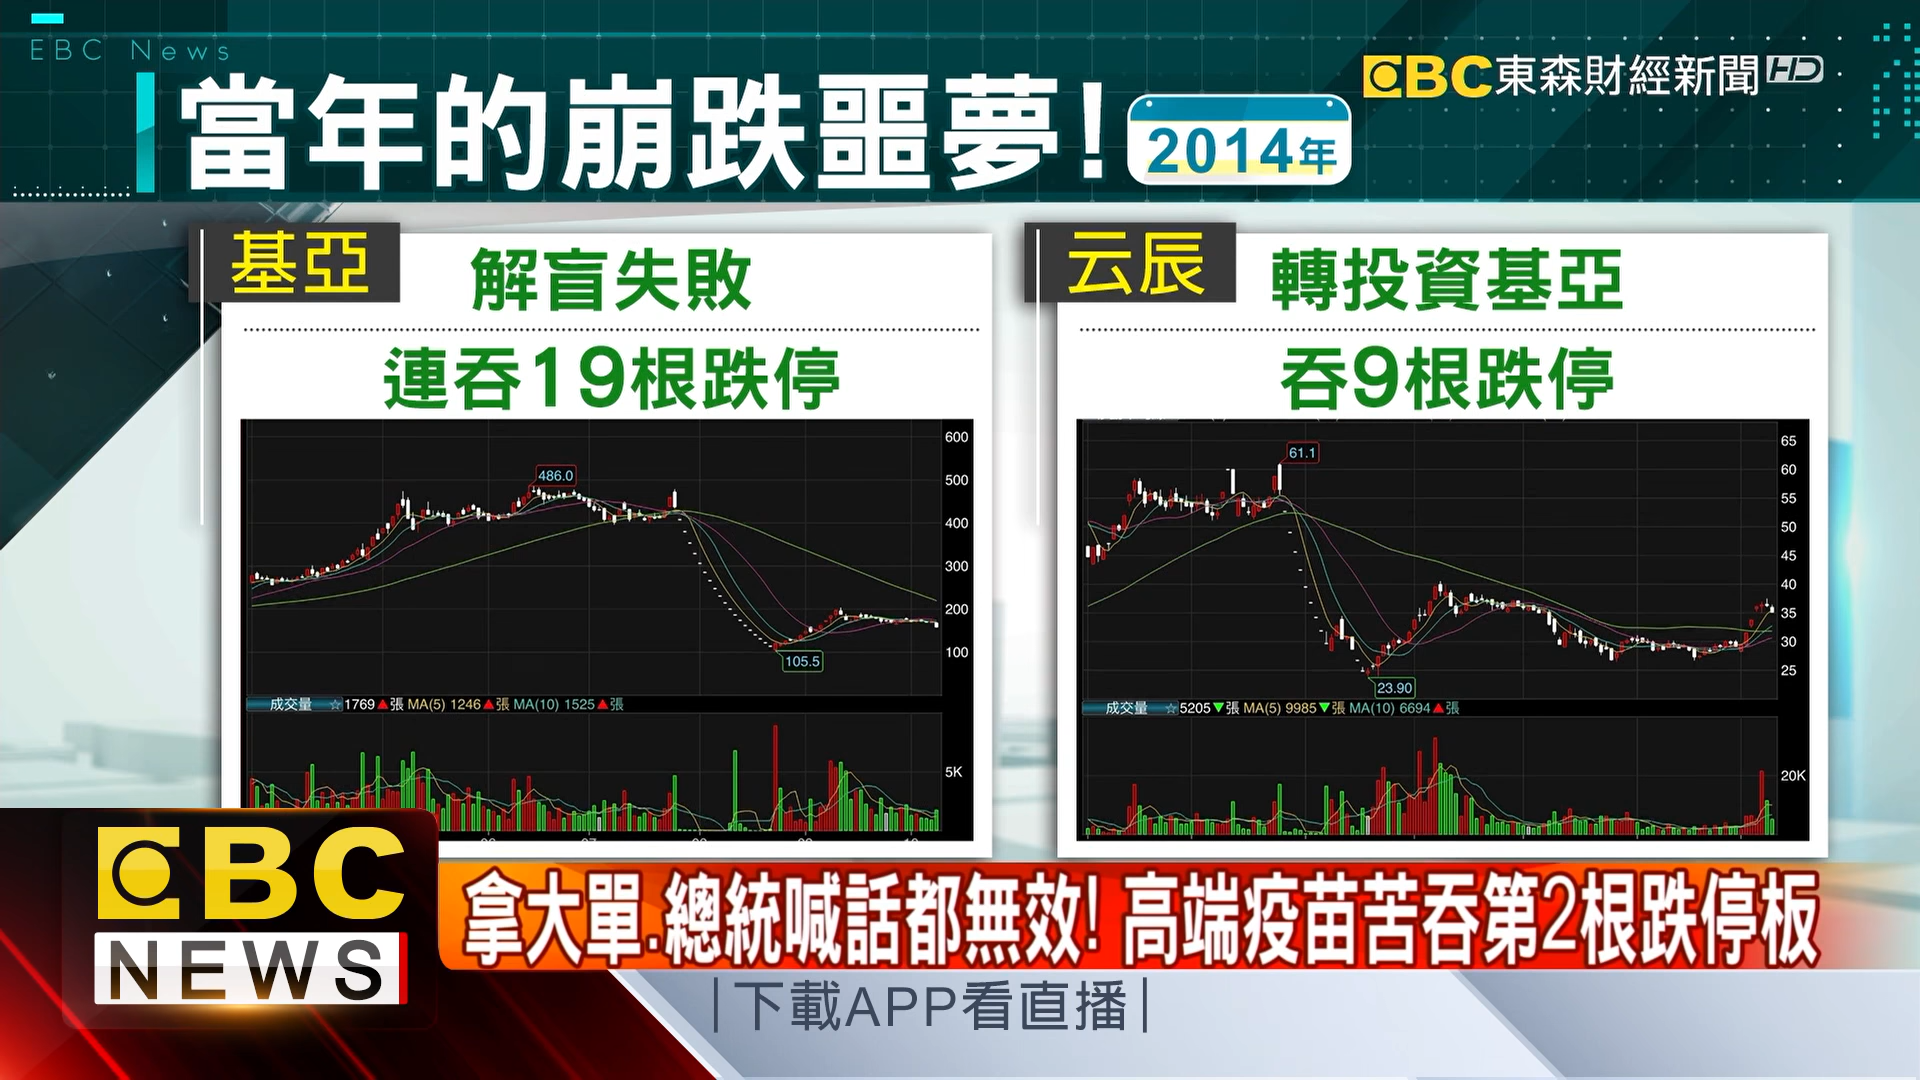 EBC News
當年的崩跌噩夢!
2014年
EBC東森財經新聞HD
基亞
解盲失敗
連吞19根跌停
600
500
486.0
400
300
200
105.5
100
成交量 ☆1769▲張 MA(5) 1246▲張 MA(10) 1525▲張
5K
云辰
轉投資基亞
吞9根跌停
65
61.1
60
55
50
45
40
35
30
25
23.90
成交量 ☆5205▼張 MA(5) 9985▼張 MA(10) 6694▲張
20K
EBC
NEWS
拿大單.總統喊話都無效! 高端疫苗苦吞第2根跌停板
|下載APP看直播|